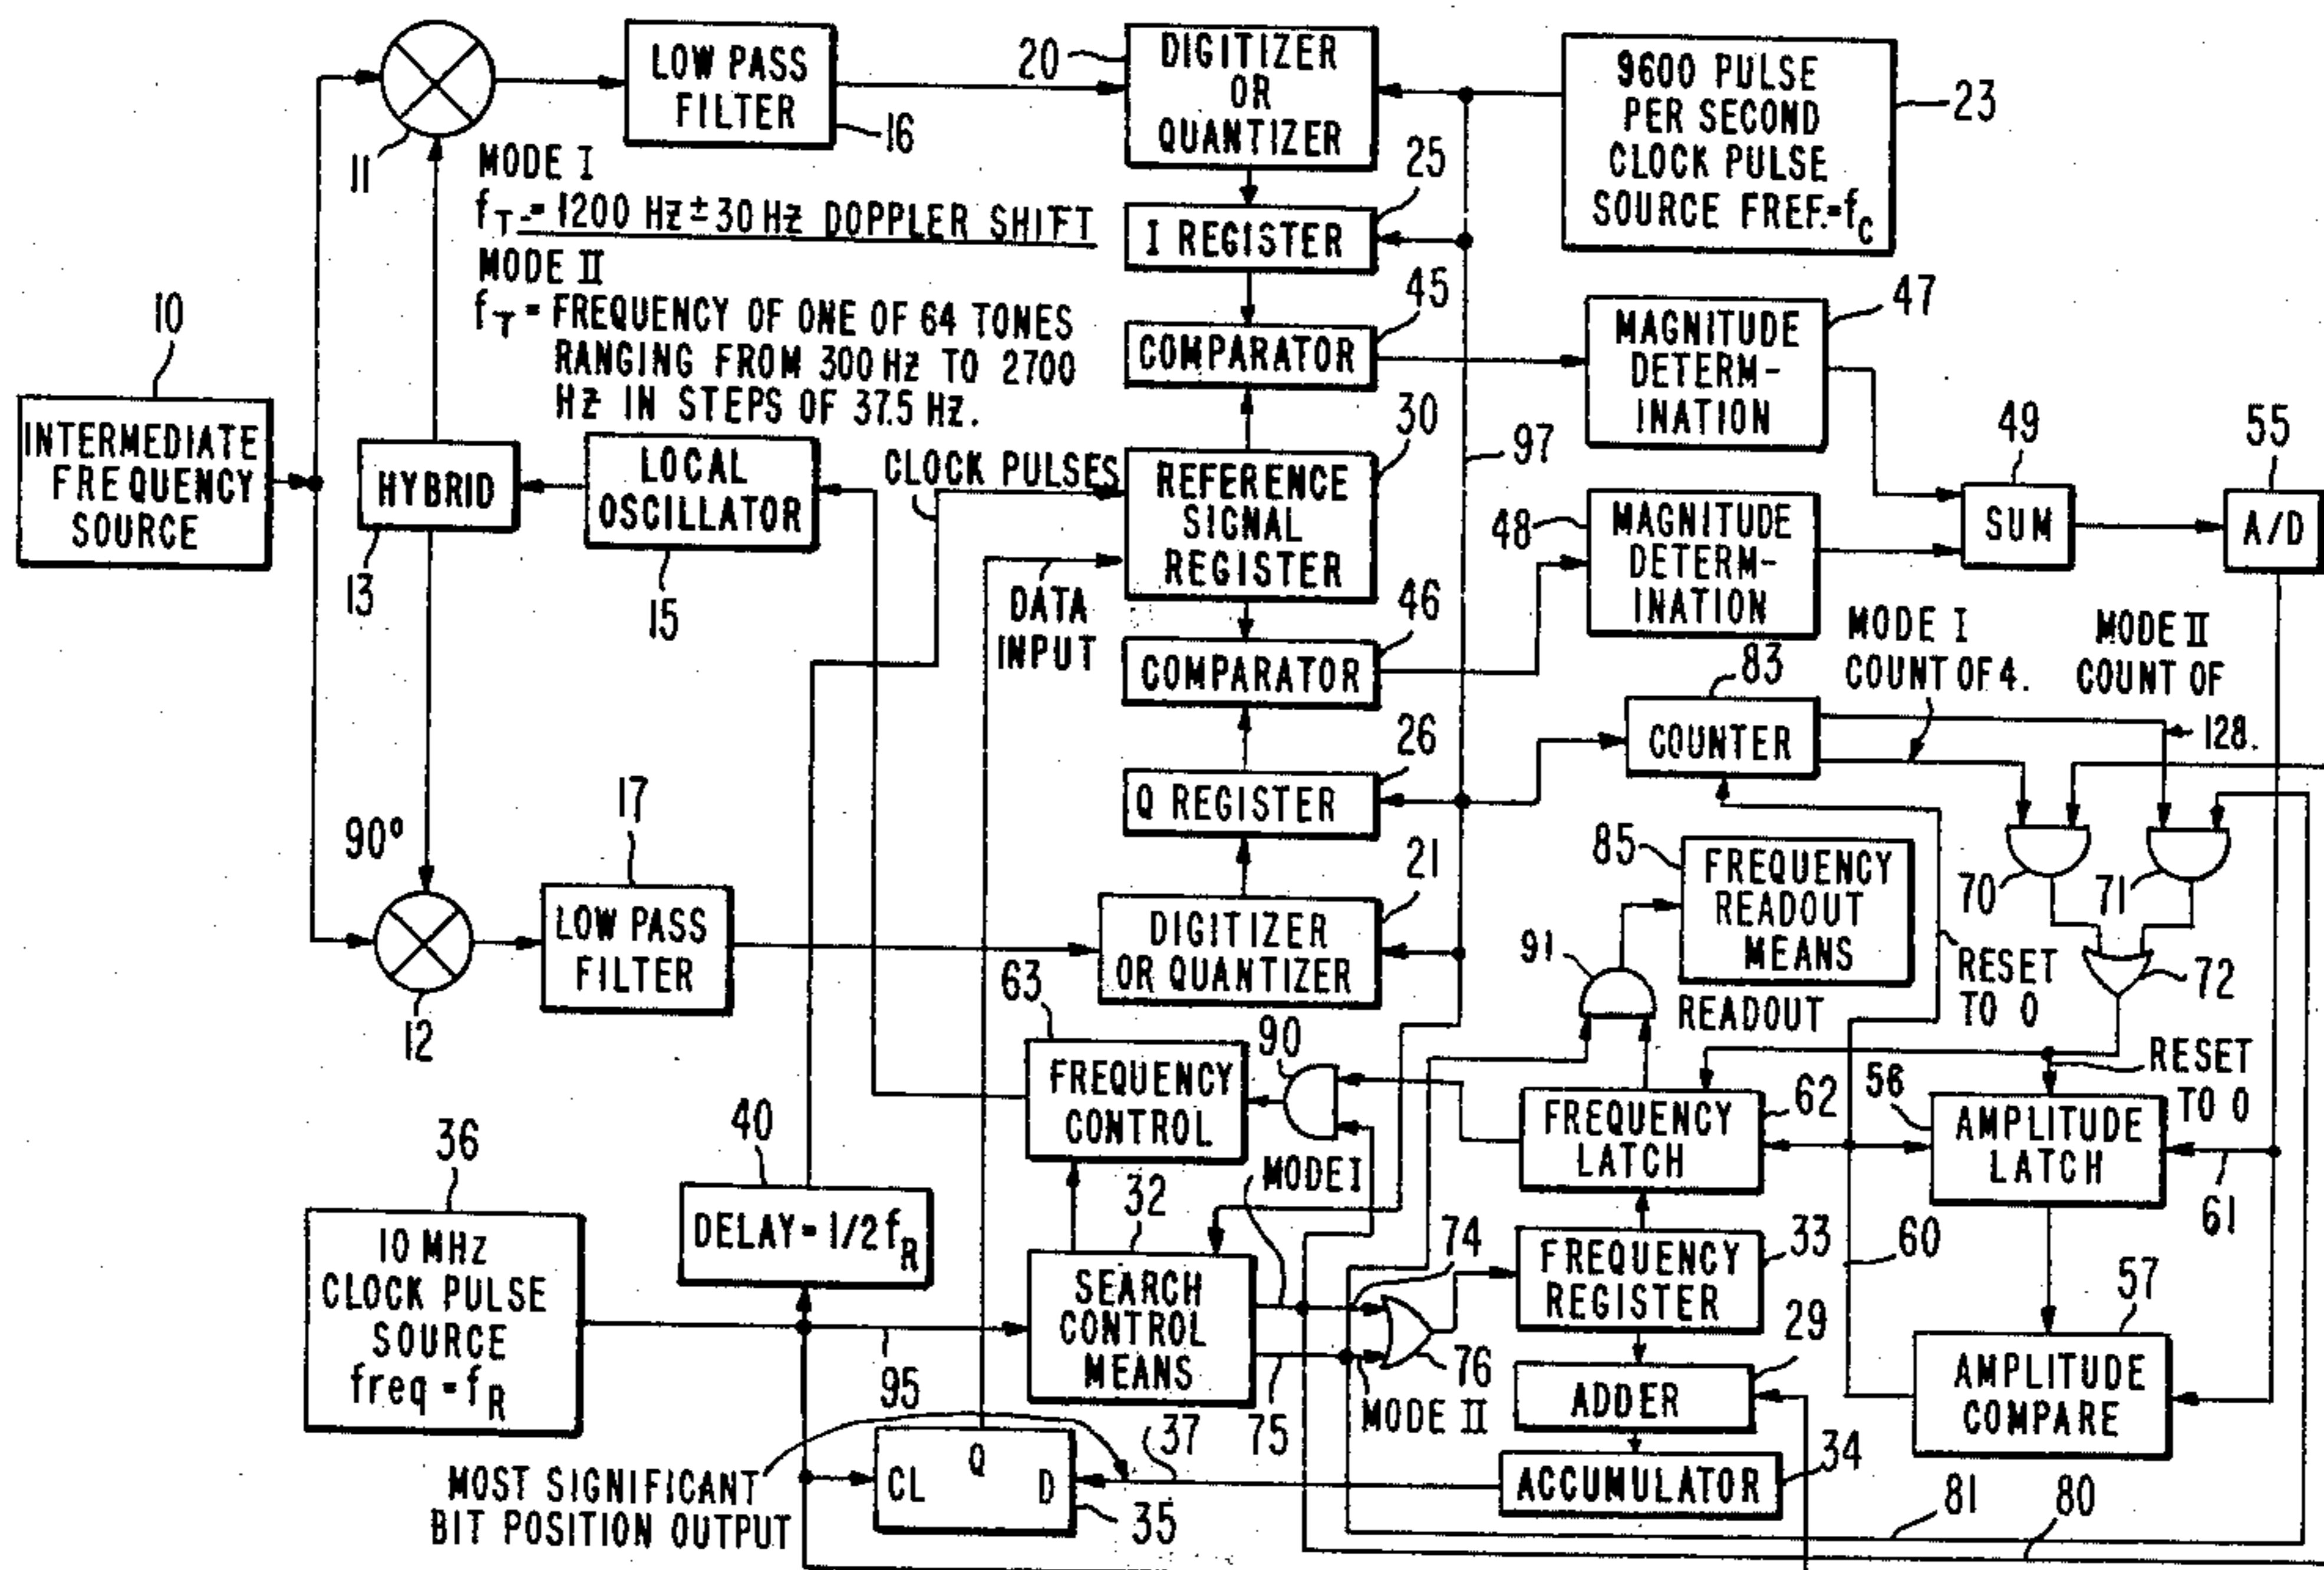 LOW PASS
FILTER
16
11
20
DIGITIZER
OR
QUANTIZER
9600 PULSE
PER SECOND
CLOCK PULSE
SOURCE FREF.=fC
23
MODE I
fT = 1200 HZ ± 30 HZ DOPPLER SHIFT
MODE II
fT = FREQUENCY OF ONE OF 64 TONES
RANGING FROM 300 HZ TO 2700
HZ IN STEPS OF 37.5 HZ.
25
I REGISTER
45
COMPARATOR
47
MAGNITUDE
DETERM-
INATION
10
INTERMEDIATE
FREQUENCY
SOURCE
HYBRID
13
LOCAL
OSCILLATOR
15
CLOCK PULSES
30
REFERENCE
SIGNAL
REGISTER
97
49
SUM
55
A/D
48
MAGNITUDE
DETERM-
INATION
DATA
INPUT
46
COMPARATOR
MODE I
COUNT OF 4.
MODE II
COUNT OF
128.
83
COUNTER
26
Q REGISTER
90°
12
17
LOW PASS
FILTER
21
DIGITIZER
OR QUANTIZER
85
FREQUENCY
READOUT
MEANS
70
71
72
91
READOUT
RESET
TO 0
RESET
TO 0
63
FREQUENCY
CONTROL
90
MODE I
FREQUENCY
LATCH
62
56
AMPLITUDE
LATCH
61
36
10 MHZ
CLOCK PULSE
SOURCE
freq = fR
40
DELAY = 1/2 fR
32
SEARCH
CONTROL
MEANS
95
74
75
76
MODE II
FREQUENCY
REGISTER
33
60
57
AMPLITUDE
COMPARE
29
ADDER
ACCUMULATOR
34
MOST SIGNIFICANT
BIT POSITION OUTPUT
CL
Q
D
35
37
81
80